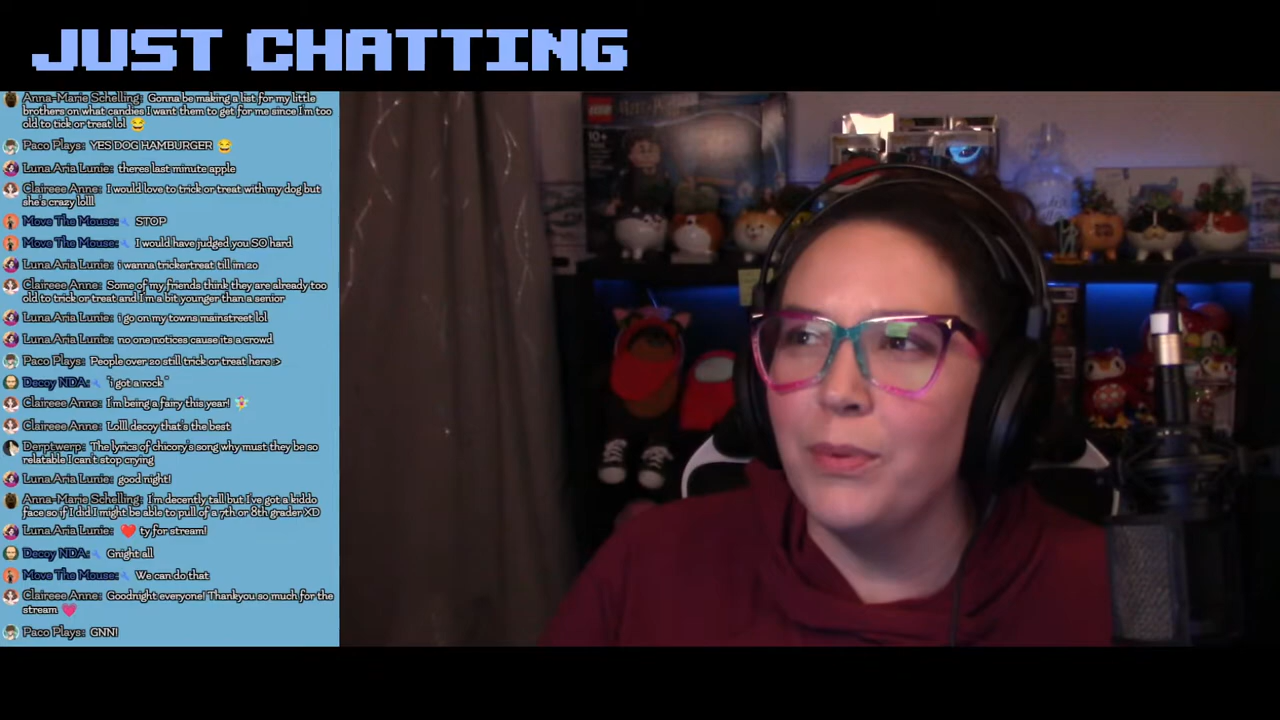 JUST CHATTING
Anna-Marie Schelling: Gonna be making a list for my little
brothers on what candies I want them to get for me since I'm too
old to tick or treat lol 😂
Paco Plays: YES DOG HAMBURGER 😂
Luna Aria Lunie: theres last minute apple
Claireee Anne: I would love to trick or treat with my dog but
she's crazy lolll
Move The Mouse: STOP
Move The Mouse: I would have judged you SO hard
Luna Aria Lunie: i wanna trickertreat till im 20
Claireee Anne: Some of my friends think they are already too
old to trick or treat and I'm a bit younger than a senior
Luna Aria Lunie: i go on my towns mainstreet lol
Luna Aria Lunie: no one notices cause its a crowd
Paco Plays: People over 20 still trick or treat here :>
Decoy NDA: "i got a rock"
Claireee Anne: I'm being a fairy this year! 🧚
Claireee Anne: Lolll decoy that's the best
Derptwerp: The lyrics of chicory's song why must they be so
relatable I can't stop crying
Luna Aria Lunie: good night!
Anna-Marie Schelling: I'm decently tall but I've got a kiddo
face so if I did I might be able to pull of a 7th or 8th grader XD
Luna Aria Lunie: ❤️ ty for stream!
Decoy NDA: Gnight all
Move The Mouse: We can do that
Claireee Anne: Goodnight everyone! Thankyou so much for the
stream 💓
Paco Plays: GNN!
LEGO
10+